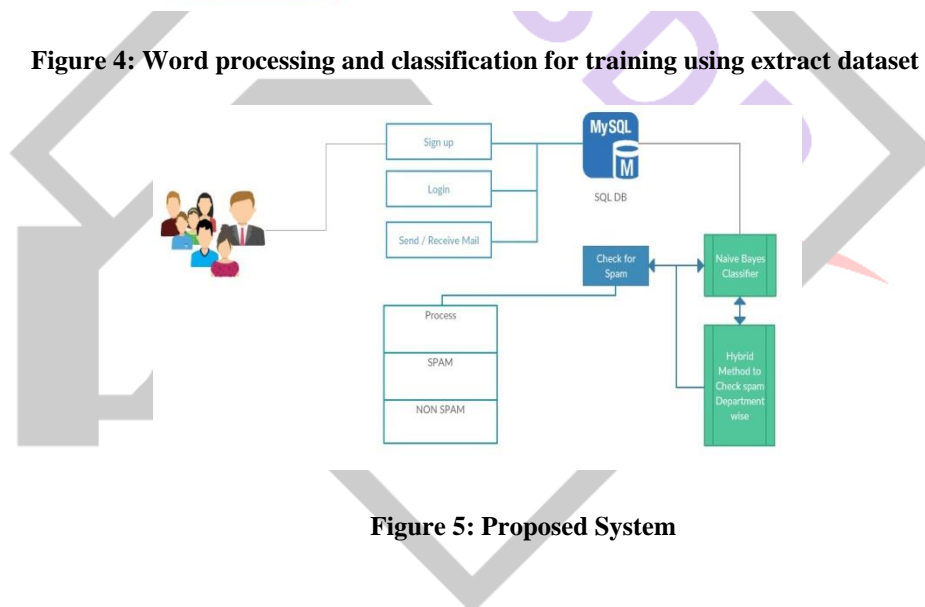 Figure 4: Word processing and classification for training using extract dataset
Sign up
Login
Send / Receive Mail
MySQL
M
SQL DB
Check for
Spam
Naive Bayes
Classifier
Hybrid
Method to
Check spam
Department
wise
Process
SPAM
NON SPAM
Figure 5: Proposed System